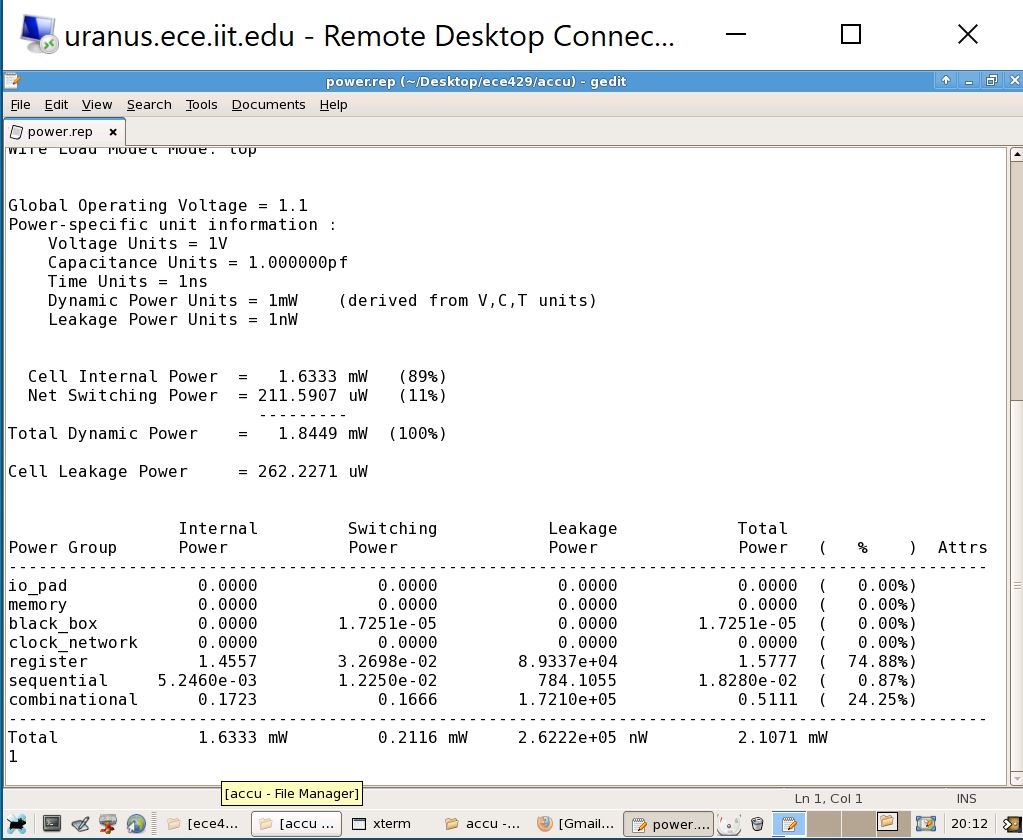 uranus.ece.iit.edu - Remote Desktop Connec...
power.rep (~/Desktop/ece429/accu) - gedit
File Edit View Search Tools Documents Help
power.rep
Wire Load Model Mode: top
Global Operating Voltage = 1.1
Power-specific unit information :
Voltage Units = 1V
Capacitance Units = 1.000000pf
Time Units = 1ns
Dynamic Power Units = 1mW (derived from V,C,T units)
Leakage Power Units = 1nW
Cell Internal Power = 1.6333 mW (89%)
Net Switching Power = 211.5907 uW (11%)
---------
Total Dynamic Power = 1.8449 mW (100%)
Cell Leakage Power = 262.2271 uW
Internal Switching Leakage Total
Power Group Power Power Power Power ( % ) Attrs
--------------------------------------------------------------------------------------------------
io_pad 0.0000 0.0000 0.0000 0.0000 ( 0.00%)
memory 0.0000 0.0000 0.0000 0.0000 ( 0.00%)
black_box 0.0000 1.7251e-05 0.0000 1.7251e-05 ( 0.00%)
clock_network 0.0000 0.0000 0.0000 0.0000 ( 0.00%)
register 1.4557 3.2698e-02 8.9337e+04 1.5777 ( 74.88%)
sequential 5.2460e-03 1.2250e-02 784.1055 1.8280e-02 ( 0.87%)
combinational 0.1723 0.1666 1.7210e+05 0.5111 ( 24.25%)
--------------------------------------------------------------------------------------------------
Total 1.6333 mW 0.2116 mW 2.6222e+05 nW 2.1071 mW
1
[accu - File Manager]
Ln 1, Col 1 INS
[ece4... [accu ... xterm accu -... [Gmail... power.... 20:12